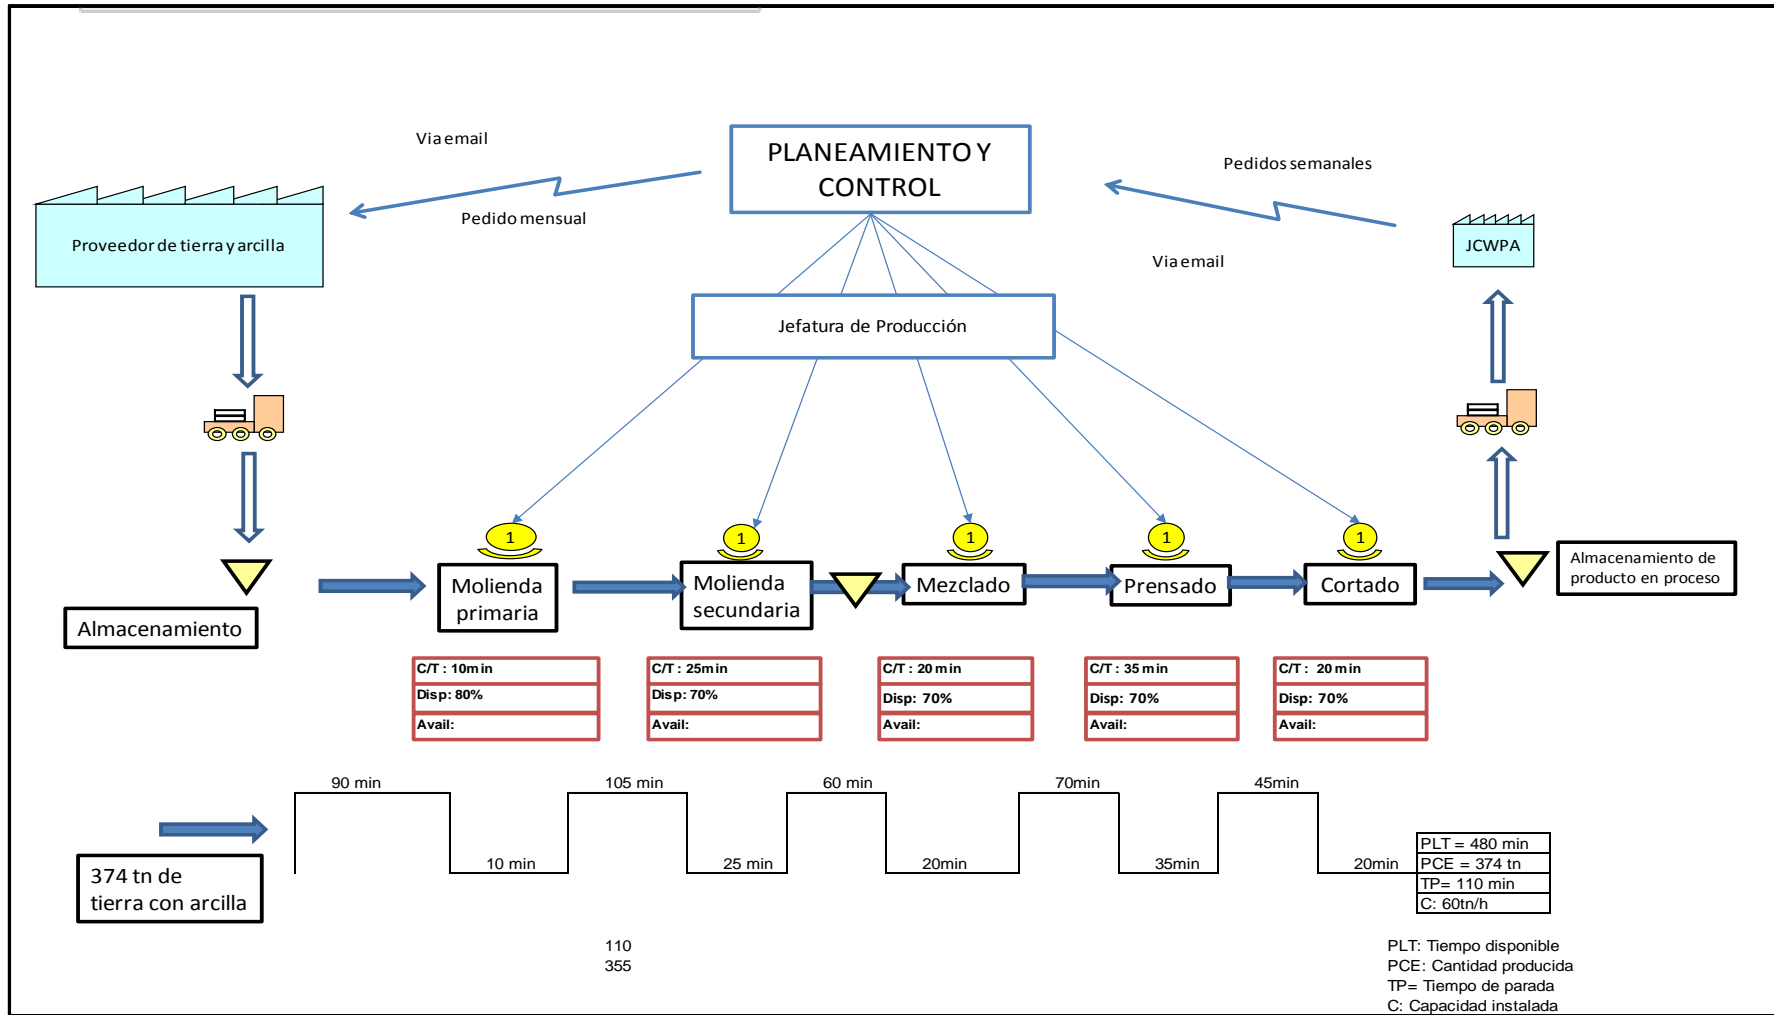 Via email
PLANEAMIENTO Y
CONTROL
Pedidos semanales
Pedido mensual
Proveedor de tierra y arcilla
JCWPA
Via email
Jefatura de Producción
1
1
1
1
1
Almacenamiento
Molienda
primaria
Molienda
secundaria
Mezclado
Prensado
Cortado
Almacenamiento de
producto en proceso
C/T : 10min
Disp: 80%
Avail:
C/T : 25min
Disp: 70%
Avail:
C/T : 20 min
Disp: 70%
Avail:
C/T : 35 min
Disp: 70%
Avail:
C/T : 20 min
Disp: 70%
Avail:
90 min
105 min
60 min
70min
45min
10 min
25 min
20min
35min
20min
374 tn de
tierra con arcilla
PLT = 480 min
PCE = 374 tn
TP= 110 min
C: 60tn/h
110
355
PLT: Tiempo disponible
PCE: Cantidad producida
TP= Tiempo de parada
C: Capacidad instalada